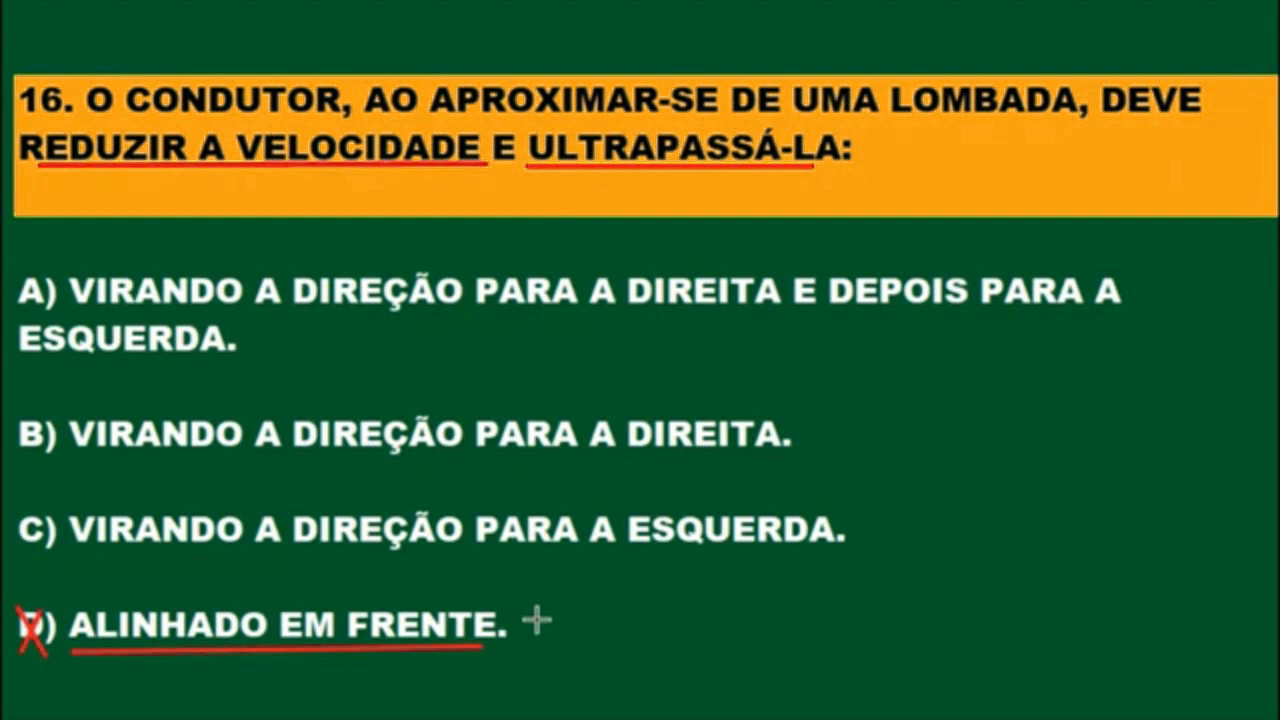 16. O CONDUTOR, AO APROXIMAR-SE DE UMA LOMBADA, DEVE
REDUZIR A VELOCIDADE E ULTRAPASSÁ-LA:
A) VIRANDO A DIREÇÃO PARA A DIREITA E DEPOIS PARA A
ESQUERDA.
B) VIRANDO A DIREÇÃO PARA A DIREITA.
C) VIRANDO A DIREÇÃO PARA A ESQUERDA.
D) ALINHADO EM FRENTE.